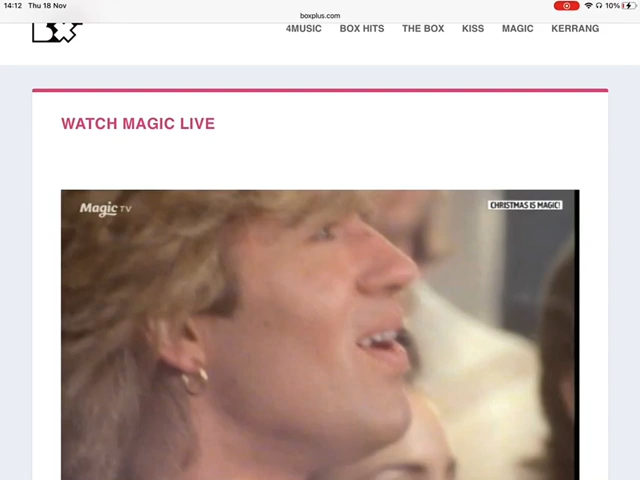 14:12 Thu 18 Nov
boxplus.com
10%
4MUSIC BOX HITS THE BOX KISS MAGIC KERRANG
WATCH MAGIC LIVE
Magic TV
CHRISTMAS IS MAGIC!